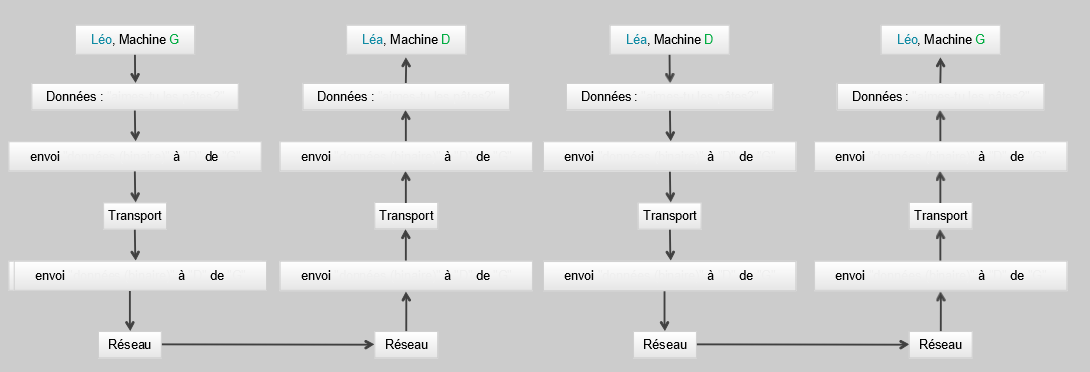 Léo, Machine G
Léa, Machine D
Léa, Machine D
Léo, Machine G
Données :
Données :
Données :
Données :
envoi à de
envoi à de
envoi à de
envoi à de
Transport
Transport
Transport
Transport
envoi à de
envoi à de
envoi à de
envoi à de
Réseau
Réseau
Réseau
Réseau